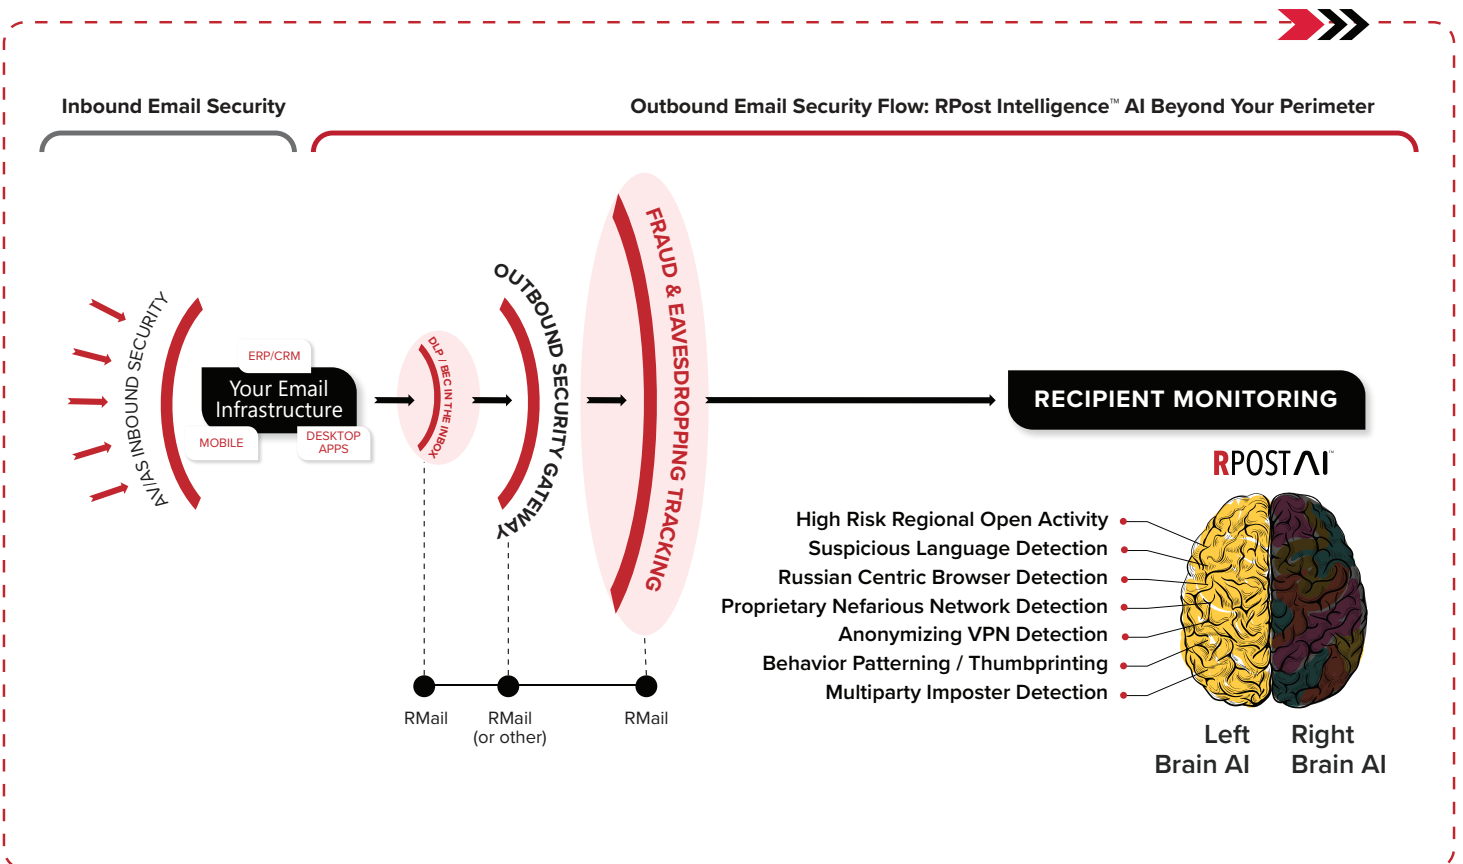 Inbound Email Security
Outbound Email Security Flow: RPost Intelligence™ AI Beyond Your Perimeter
AV/AS INBOUND SECURITY
ERP/CRM
Your Email
Infrastructure
MOBILE
DESKTOP
APPS
DLP / BEC IN THE INBOX
OUTBOUND SECURITY GATEWAY
FRAUD & EAVESDROPPING TRACKING
RECIPIENT MONITORING
RPOST AI™
High Risk Regional Open Activity
Suspicious Language Detection
Russian Centric Browser Detection
Proprietary Nefarious Network Detection
Anonymizing VPN Detection
Behavior Patterning / Thumbprinting
Multiparty Imposter Detection
RMail
RMail
(or other)
RMail
Left
Brain AI
Right
Brain AI